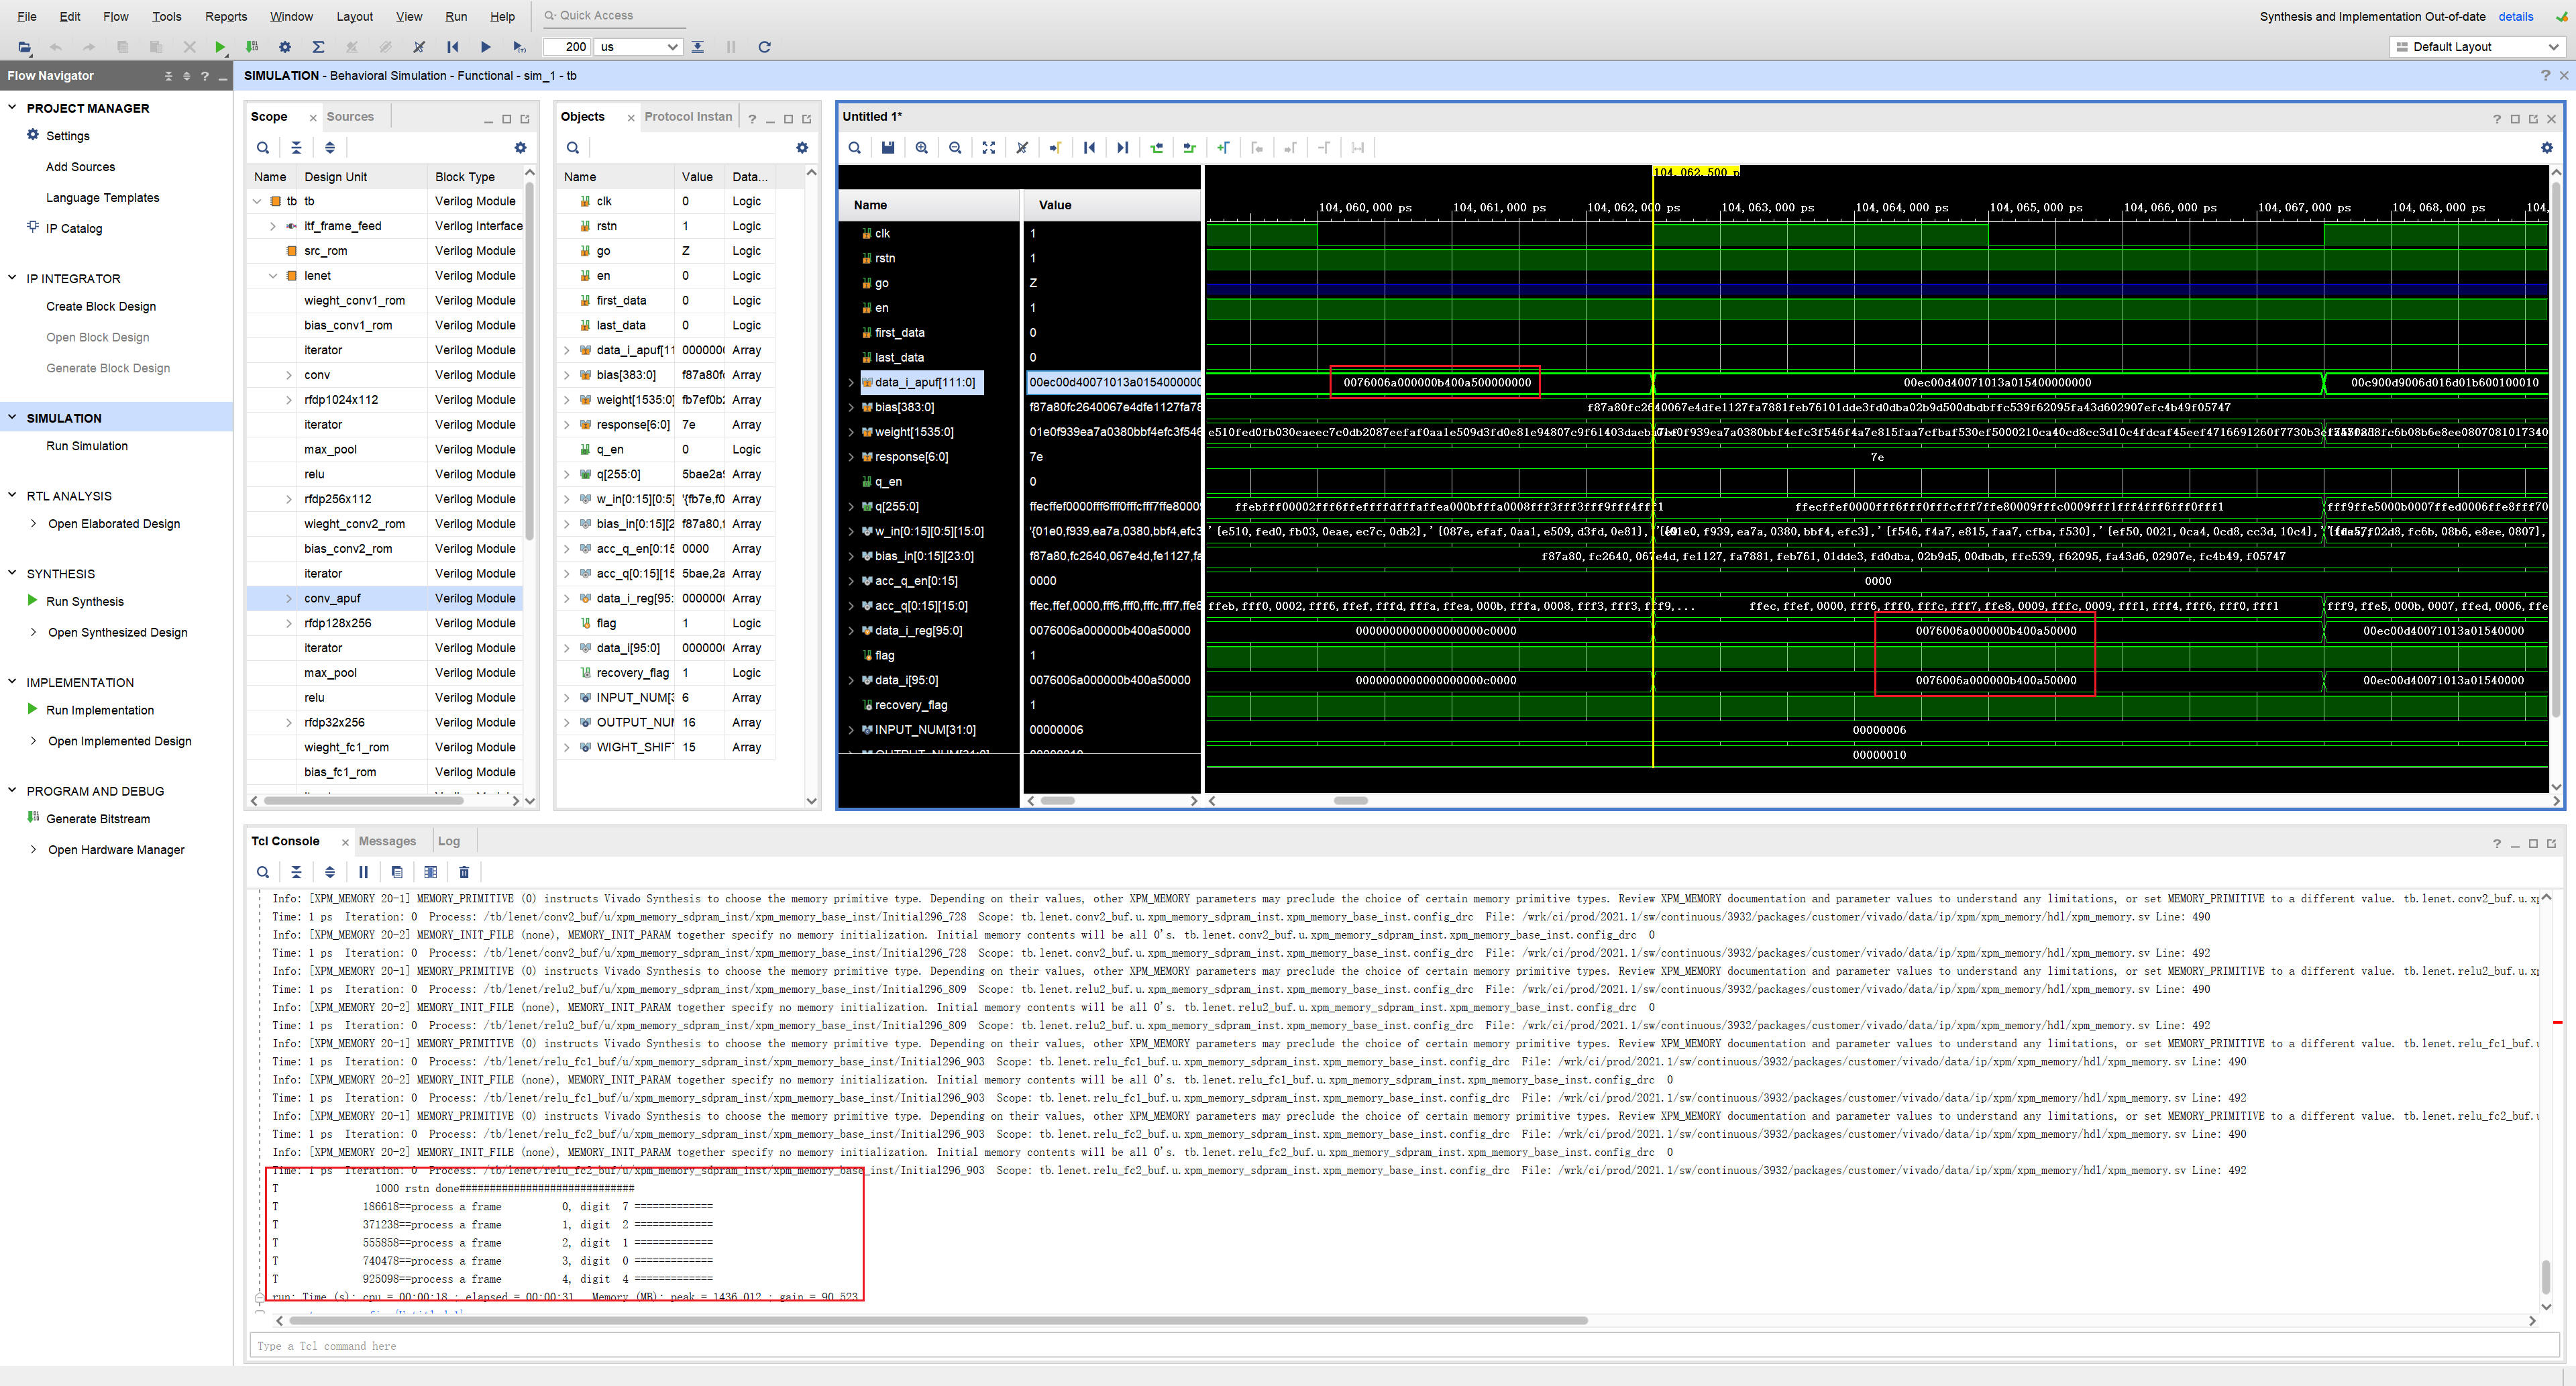 File Edit Flow Tools Reports Window Layout View Run Help Quick Access
Synthesis and Implementation Out-of-date details
200 us
Default Layout
Flow Navigator
SIMULATION - Behavioral Simulation - Functional - sim_1 - tb
PROJECT MANAGER
Settings
Add Sources
Language Templates
IP Catalog
IP INTEGRATOR
Create Block Design
Open Block Design
Generate Block Design
SIMULATION
Run Simulation
RTL ANALYSIS
Open Elaborated Design
SYNTHESIS
Run Synthesis
Open Synthesized Design
IMPLEMENTATION
Run Implementation
Open Implemented Design
PROGRAM AND DEBUG
Generate Bitstream
Open Hardware Manager
Scope Sources
Name Design Unit Block Type
tb tb Verilog Module
itf_frame_feed Verilog Interface
src_rom Verilog Module
lenet Verilog Module
wieght_conv1_rom Verilog Module
bias_conv1_rom Verilog Module
iterator Verilog Module
conv Verilog Module
rfdp1024x112 Verilog Module
iterator Verilog Module
max_pool Verilog Module
relu Verilog Module
rfdp256x112 Verilog Module
wieght_conv2_rom Verilog Module
bias_conv2_rom Verilog Module
iterator Verilog Module
conv_apuf Verilog Module
rfdp128x256 Verilog Module
iterator Verilog Module
max_pool Verilog Module
relu Verilog Module
rfdp32x256 Verilog Module
wieght_fc1_rom Verilog Module
bias_fc1_rom Verilog Module
Objects Protocol Instan
Name Value Data...
clk 0 Logic
rstn 1 Logic
go Z Logic
en 0 Logic
first_data 0 Logic
last_data 0 Logic
data_i_apuf[11 0000000 Array
bias[383:0] f87a80fc Array
weight[1535:0] fb7ef0b2 Array
response[6:0] 7e Array
q_en 0 Logic
q[255:0] 5bae2a9 Array
w_in[0:15][0:5] '{fb7e,f0 Array
bias_in[0:15][2 f87a80,f Array
acc_q_en[0:15 0000 Array
acc_q[0:15][15 5bae,2a Array
data_i_reg[95: 0000000 Array
flag 1 Logic
data_i[95:0] 0000000 Array
recovery_flag 1 Logic
INPUT_NUM[3 6 Array
OUTPUT_NUM 16 Array
WIGHT_SHIFT 15 Array
Untitled 1*
104,062,500 p
Name Value
104,060,000 ps 104,061,000 ps 104,062,000 ps 104,063,000 ps 104,064,000 ps 104,065,000 ps 104,066,000 ps 104,067,000 ps 104,068,000 ps 104,
clk 1
rstn 1
go Z
en 1
first_data 0
last_data 0
data_i_apuf[111:0] 00ec00d40071013a0154000000 0076006a000000b400a500000000 00ec00d40071013a015400000000 00c900d9006d016d01b600100010
bias[383:0] f87a80fc2640067e4dfe1127fa78 f87a80fc2640067e4dfe1127fa7881feb76101dde3fd0dba02b9d500dbdbffc539f62095fa43d602907efc4b49f05747
weight[1535:0] 01e0f939ea7a0380bbf4efc3f546
response[6:0] 7e 7e
q_en 0
q[255:0] ffecffef0000fff6fff0fffcfff7ffe80009 ffebfff00002fff6ffeffffdfffaffea000bfffa0008fff3fff3fff9fff4fff1 ffecffef0000fff6fff0fffcfff7ffe80009fffc0009fff1fff4fff6fff0fff1 fff9ffe5000b0007ffed0006ffe8fff70
w_in[0:15][0:5][15:0] '{01e0,f939,ea7a,0380,bbf4,efc3
bias_in[0:15][23:0] f87a80,fc2640,067e4d,fe1127,fa f87a80,fc2640,067e4d,fe1127,fa7881,feb761,01dde3,fd0dba,02b9d5,00dbdb,ffc539,f62095,fa43d6,02907e,fc4b49,f05747
acc_q_en[0:15] 0000 0000
acc_q[0:15][15:0] ffec,ffef,0000,fff6,fff0,fffc,fff7,ffe8 ffeb,fff0,0002,fff6,ffef,fffd,fffa,ffea,000b,fffa,0008,fff3,fff3,fff9,... ffec,ffef,0000,fff6,fff0,fffc,fff7,ffe8,0009,fffc,0009,fff1,fff4,fff6,fff0,fff1 fff9,ffe5,000b,0007,ffed,0006,ffe
data_i_reg[95:0] 0076006a000000b400a50000 0000000000000000000c0000 0076006a000000b400a50000 00ec00d40071013a01540000
flag 1
data_i[95:0] 0076006a000000b400a50000 0000000000000000000c0000 0076006a000000b400a50000 00ec00d40071013a01540000
recovery_flag 1
INPUT_NUM[31:0] 00000006 00000006
00000010
Tcl Console Messages Log
Info: [XPM_MEMORY 20-1] MEMORY_PRIMITIVE (0) instructs Vivado Synthesis to choose the memory primitive type. Depending on their values, other XPM_MEMORY parameters may preclude the choice of certain memory primitive types. Review XPM_MEMORY documentation and parameter values to understand any limitations, or set MEMORY_PRIMITIVE to a different value. tb.lenet.conv2_buf.u.xp
Time: 1 ps Iteration: 0 Process: /tb/lenet/conv2_buf/u/xpm_memory_sdpram_inst/xpm_memory_base_inst/Initial296_728 Scope: tb.lenet.conv2_buf.u.xpm_memory_sdpram_inst.xpm_memory_base_inst.config_drc File: /wrk/ci/prod/2021.1/sw/continuous/3932/packages/customer/vivado/data/ip/xpm/xpm_memory/hdl/xpm_memory.sv Line: 490
Info: [XPM_MEMORY 20-2] MEMORY_INIT_FILE (none), MEMORY_INIT_PARAM together specify no memory initialization. Initial memory contents will be all 0's. tb.lenet.conv2_buf.u.xpm_memory_sdpram_inst.xpm_memory_base_inst.config_drc 0
Time: 1 ps Iteration: 0 Process: /tb/lenet/conv2_buf/u/xpm_memory_sdpram_inst/xpm_memory_base_inst/Initial296_728 Scope: tb.lenet.conv2_buf.u.xpm_memory_sdpram_inst.xpm_memory_base_inst.config_drc File: /wrk/ci/prod/2021.1/sw/continuous/3932/packages/customer/vivado/data/ip/xpm/xpm_memory/hdl/xpm_memory.sv Line: 492
Info: [XPM_MEMORY 20-1] MEMORY_PRIMITIVE (0) instructs Vivado Synthesis to choose the memory primitive type. Depending on their values, other XPM_MEMORY parameters may preclude the choice of certain memory primitive types. Review XPM_MEMORY documentation and parameter values to understand any limitations, or set MEMORY_PRIMITIVE to a different value. tb.lenet.relu2_buf.u.xp
Time: 1 ps Iteration: 0 Process: /tb/lenet/relu2_buf/u/xpm_memory_sdpram_inst/xpm_memory_base_inst/Initial296_809 Scope: tb.lenet.relu2_buf.u.xpm_memory_sdpram_inst.xpm_memory_base_inst.config_drc File: /wrk/ci/prod/2021.1/sw/continuous/3932/packages/customer/vivado/data/ip/xpm/xpm_memory/hdl/xpm_memory.sv Line: 490
Info: [XPM_MEMORY 20-2] MEMORY_INIT_FILE (none), MEMORY_INIT_PARAM together specify no memory initialization. Initial memory contents will be all 0's. tb.lenet.relu2_buf.u.xpm_memory_sdpram_inst.xpm_memory_base_inst.config_drc 0
Time: 1 ps Iteration: 0 Process: /tb/lenet/relu2_buf/u/xpm_memory_sdpram_inst/xpm_memory_base_inst/Initial296_809 Scope: tb.lenet.relu2_buf.u.xpm_memory_sdpram_inst.xpm_memory_base_inst.config_drc File: /wrk/ci/prod/2021.1/sw/continuous/3932/packages/customer/vivado/data/ip/xpm/xpm_memory/hdl/xpm_memory.sv Line: 492
Info: [XPM_MEMORY 20-1] MEMORY_PRIMITIVE (0) instructs Vivado Synthesis to choose the memory primitive type. Depending on their values, other XPM_MEMORY parameters may preclude the choice of certain memory primitive types. Review XPM_MEMORY documentation and parameter values to understand any limitations, or set MEMORY_PRIMITIVE to a different value. tb.lenet.relu_fc1_buf.u
Time: 1 ps Iteration: 0 Process: /tb/lenet/relu_fc1_buf/u/xpm_memory_sdpram_inst/xpm_memory_base_inst/Initial296_903 Scope: tb.lenet.relu_fc1_buf.u.xpm_memory_sdpram_inst.xpm_memory_base_inst.config_drc File: /wrk/ci/prod/2021.1/sw/continuous/3932/packages/customer/vivado/data/ip/xpm/xpm_memory/hdl/xpm_memory.sv Line: 490
Info: [XPM_MEMORY 20-2] MEMORY_INIT_FILE (none), MEMORY_INIT_PARAM together specify no memory initialization. Initial memory contents will be all 0's. tb.lenet.relu_fc1_buf.u.xpm_memory_sdpram_inst.xpm_memory_base_inst.config_drc 0
Time: 1 ps Iteration: 0 Process: /tb/lenet/relu_fc1_buf/u/xpm_memory_sdpram_inst/xpm_memory_base_inst/Initial296_903 Scope: tb.lenet.relu_fc1_buf.u.xpm_memory_sdpram_inst.xpm_memory_base_inst.config_drc File: /wrk/ci/prod/2021.1/sw/continuous/3932/packages/customer/vivado/data/ip/xpm/xpm_memory/hdl/xpm_memory.sv Line: 492
Info: [XPM_MEMORY 20-1] MEMORY_PRIMITIVE (0) instructs Vivado Synthesis to choose the memory primitive type. Depending on their values, other XPM_MEMORY parameters may preclude the choice of certain memory primitive types. Review XPM_MEMORY documentation and parameter values to understand any limitations, or set MEMORY_PRIMITIVE to a different value. tb.lenet.relu_fc2_buf.u
Time: 1 ps Iteration: 0 Process: /tb/lenet/relu_fc2_buf/u/xpm_memory_sdpram_inst/xpm_memory_base_inst/Initial296_903 Scope: tb.lenet.relu_fc2_buf.u.xpm_memory_sdpram_inst.xpm_memory_base_inst.config_drc File: /wrk/ci/prod/2021.1/sw/continuous/3932/packages/customer/vivado/data/ip/xpm/xpm_memory/hdl/xpm_memory.sv Line: 490
Info: [XPM_MEMORY 20-2] MEMORY_INIT_FILE (none), MEMORY_INIT_PARAM together specify no memory initialization. Initial memory contents will be all 0's. tb.lenet.relu_fc2_buf.u.xpm_memory_sdpram_inst.xpm_memory_base_inst.config_drc 0
Time: 1 ps Iteration: 0 Process: /tb/lenet/relu_fc2_buf/u/xpm_memory_sdpram_inst/xpm_memory_base_inst/Initial296_903 Scope: tb.lenet.relu_fc2_buf.u.xpm_memory_sdpram_inst.xpm_memory_base_inst.config_drc File: /wrk/ci/prod/2021.1/sw/continuous/3932/packages/customer/vivado/data/ip/xpm/xpm_memory/hdl/xpm_memory.sv Line: 492
T 1000 rstn done#############################
T 186618==process a frame 0, digit 7 =============
T 371238==process a frame 1, digit 2 =============
T 555858==process a frame 2, digit 1 =============
T 740478==process a frame 3, digit 0 =============
T 925098==process a frame 4, digit 4 =============
run: Time (s): cpu = 00:00:18 ; elapsed = 00:00:31 . Memory (MB): peak = 1436.012 ; gain = 90.523
Type a Tcl command here